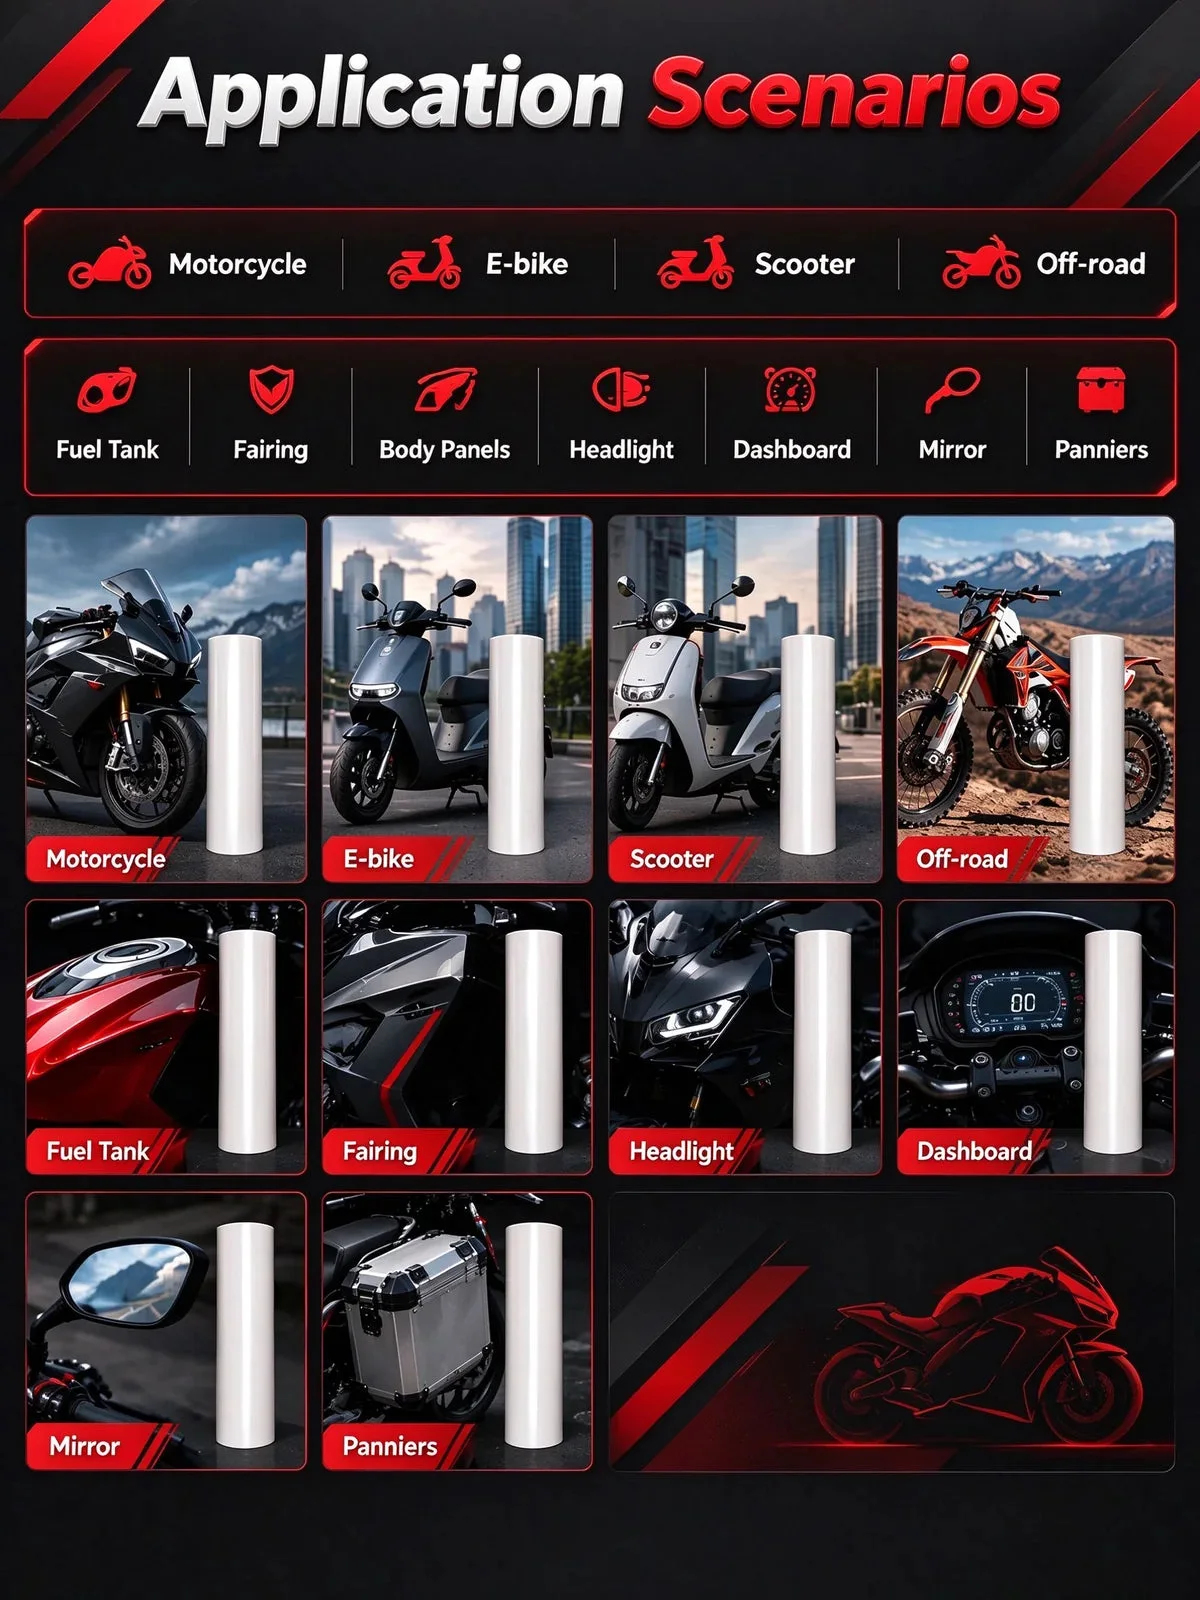 Application Scenarios
Motorcycle E-bike Scooter Off-road
Fuel Tank Fairing Body Panels Headlight Dashboard Mirror Panniers
Motorcycle E-bike Scooter Off-road
00
Fuel Tank Fairing Headlight Dashboard
Mirror Panniers